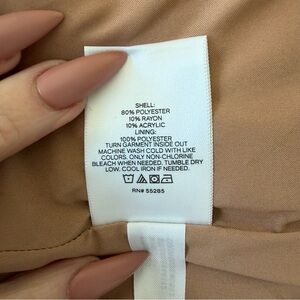 SHELL:
80% POLYESTER
10% RAYON
10% ACRYLIC
LINING:
100% POLYESTER
TURN GARMENT INSIDE OUT
MACHINE WASH COLD WITH LIKE
COLORS. ONLY NON-CHLORINE
BLEACH WHEN NEEDED. TUMBLE DRY
LOW. COOL IRON IF NEEDED.
RN# 55285